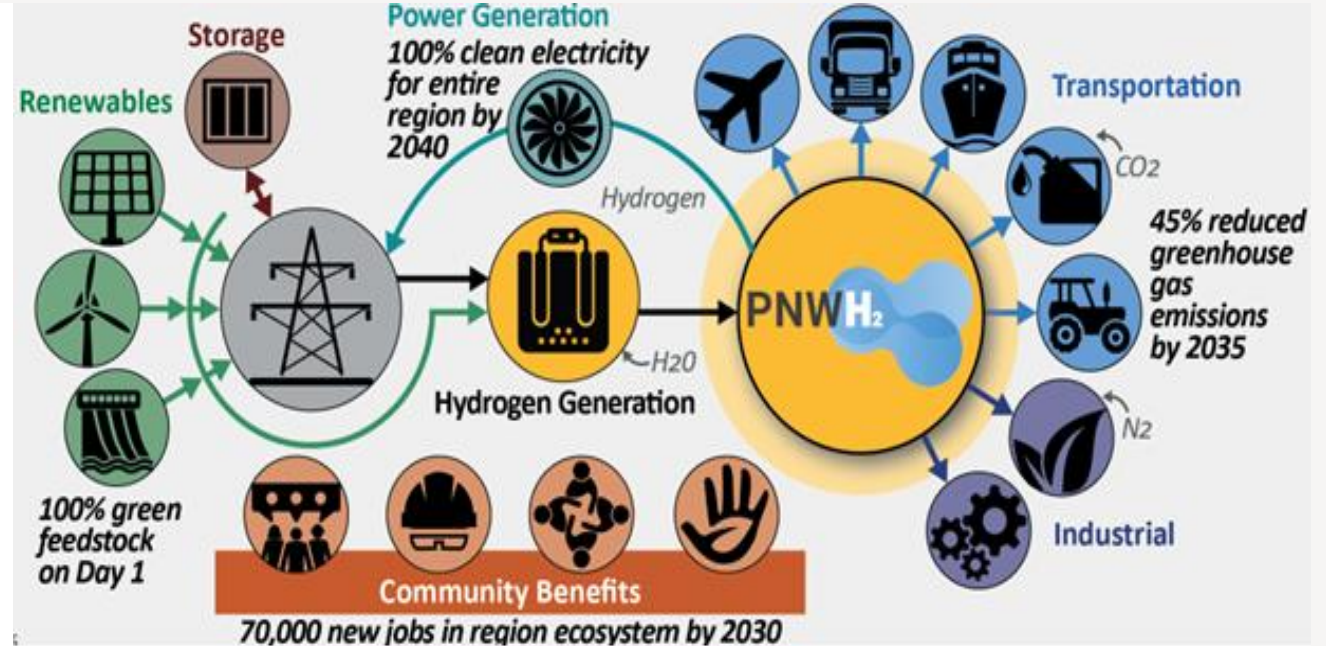 Power Generation
100% clean electricity
for entire
region by
2040
Storage
Renewables
Hydrogen
H20
Hydrogen Generation
100% green
feedstock
on Day 1
PNWH2
Transportation
CO2
45% reduced
greenhouse
gas
emissions
by 2035
N2
Industrial
Community Benefits
70,000 new jobs in region ecosystem by 2030